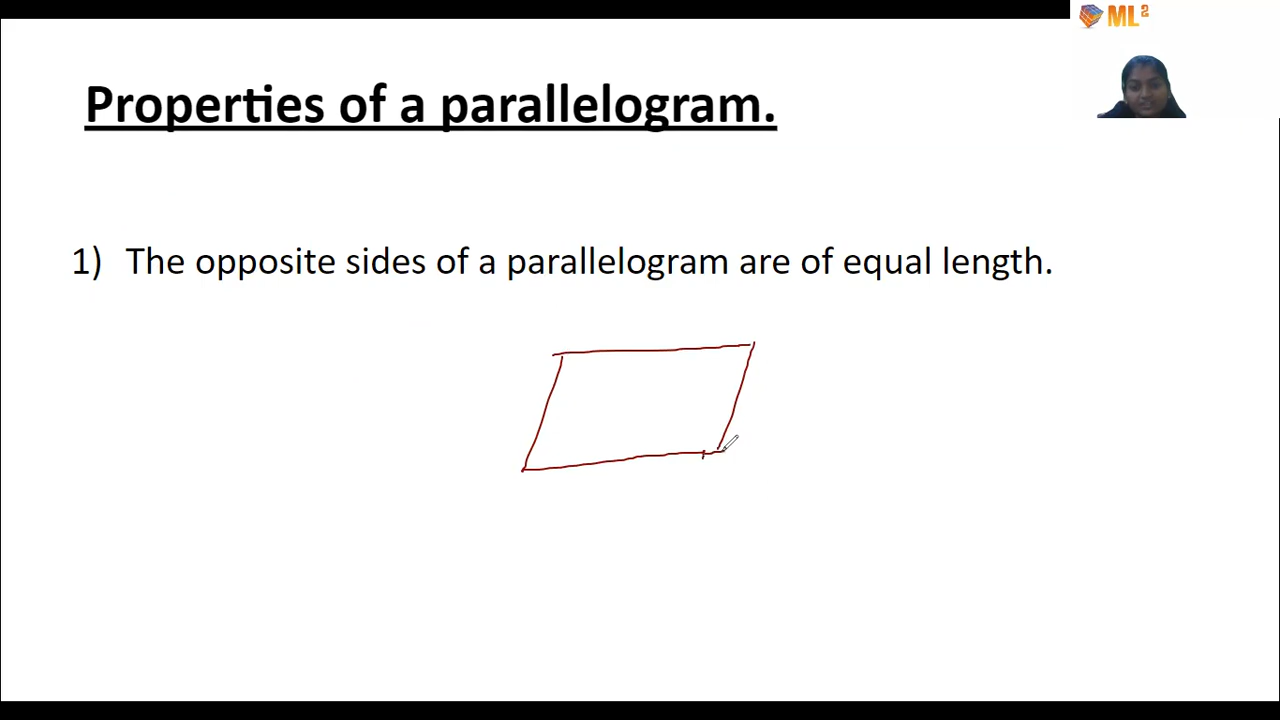 ML²
Properties of a parallelogram.
1) The opposite sides of a parallelogram are of equal length.